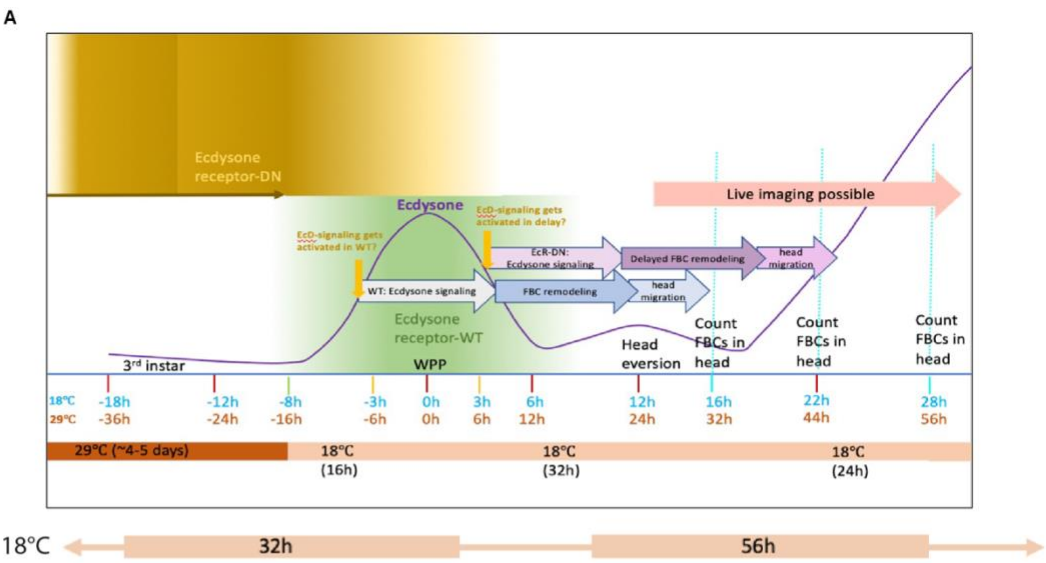 A
Ecdysone
receptor-DN
Ecdysone
EcD-signaling gets
activated in WT?
EcD-signaling gets
activated in delay?
Live imaging possible
EcR-DN:
Ecdysone signaling
Delayed FBC remodeling
head
migration
WT: Ecdysone signaling
FBC remodeling
head
migration
Ecdysone
receptor-WT
3rd instar
WPP
Head
eversion
Count
FBCs in
head
Count
FBCs in
head
Count
FBCs in
head
18°C -18h -12h -8h -3h 0h 3h 6h 12h 16h 22h 28h
29°C -36h -24h -16h -6h 0h 6h 12h 24h 32h 44h 56h
29°C (~4-5 days) 18°C 18°C 18°C
(16h) (32h) (24h)
18°C 32h 56h